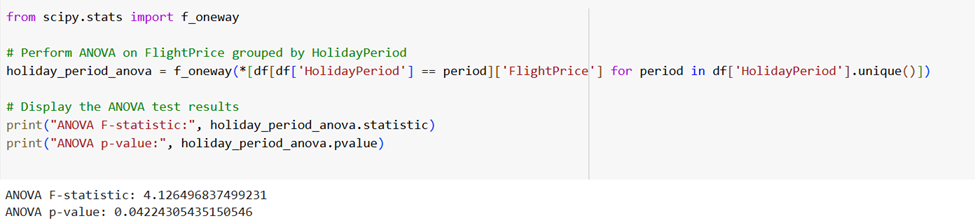 from scipy.stats import f_oneway
# Perform ANOVA on FlightPrice grouped by HolidayPeriod
holiday_period_anova = f_oneway(*[df[df['HolidayPeriod'] == period]['FlightPrice'] for period in df['HolidayPeriod'].unique()])
# Display the ANOVA test results
print("ANOVA F-statistic:", holiday_period_anova.statistic)
print("ANOVA p-value:", holiday_period_anova.pvalue)
ANOVA F-statistic: 4.126496837499231
ANOVA p-value: 0.04224305435150546